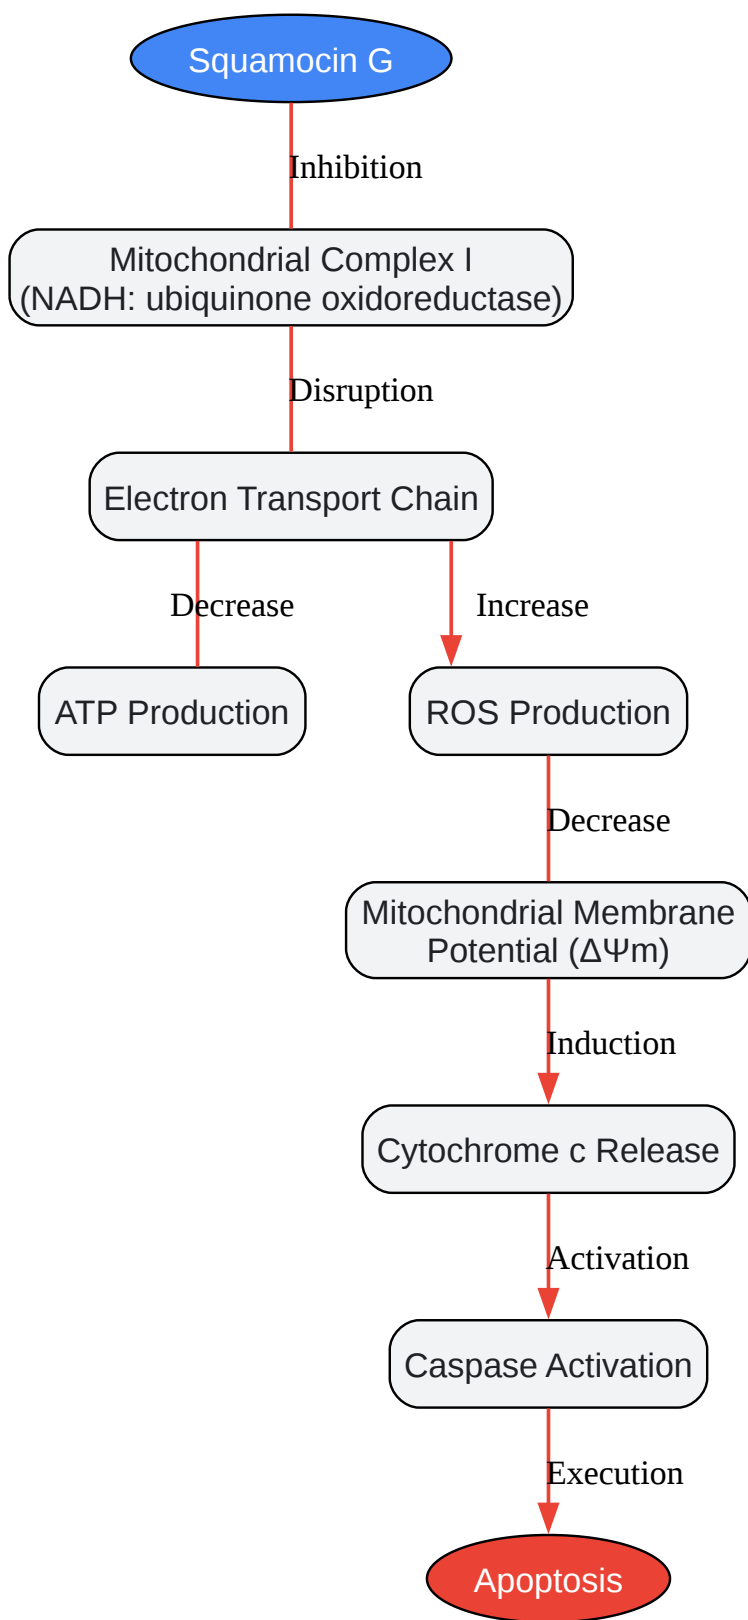 Squamocin G
Inhibition
Mitochondrial Complex I
(NADH: ubiquinone oxidoreductase)
Disruption
Electron Transport Chain
Decrease
Increase
ATP Production
ROS Production
Decrease
Mitochondrial Membrane
Potential (ΔΨm)
Induction
Cytochrome c Release
Activation
Caspase Activation
Execution
Apoptosis